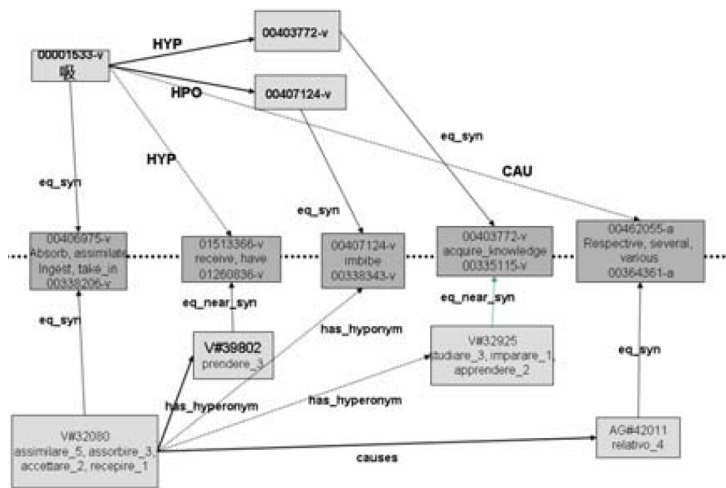 HYP
00403772-v
00001533-v
吸
00407124-v
HPO
HYP
eq_syn
CAU
eq_syn
eq_syn
00406975-v
Absorb, assimilate
Ingest, take_in
00338206-v
01513366-v
receive, have
01260836-v
00407124-v
imbibe
00338343-v
00403772-v
acquire_knowledge
00335115-v
00462055-a
Respective, several,
various
00364361-a
eq_syn
eq_near_syn
has_hyponym
eq_near_syn
V#39802
prendere_3
V#32925
studiare_3, imparare_1,
apprendere_2
eq_syn
has_hyperonym
has_hyperonym
V#32080
assimilare_5, assorbire_3,
accettare_2, recepire_1
AG#42011
relativo_4
causes